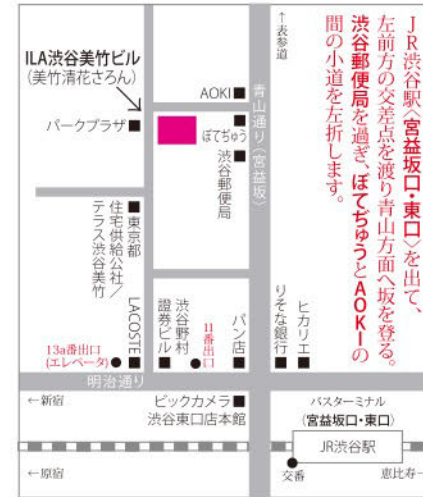 JR渋谷駅〈宮益坂口・東口〉を出て、
左前方の交差点を渡り青山方面へ坂を登る。
渋谷郵便局を過ぎ、ぼてぢゅうとAOKIの
間の小道を左折します。
↑表参道
ILA渋谷美竹ビル
(美竹清花さろん)
AOKI
青山通り(宮益坂)
パークプラザ
ぼてぢゅう
渋谷郵便局
東京都
住宅供給公社/
テラス渋谷美竹
LACOSTE
渋谷野村
證券ビル
11番出口
パン店
りそな銀行
ヒカリエ
13a番出口
(エレベータ)
明治通り
←新宿
ビックカメラ
渋谷東口店本館
バスターミナル
(宮益坂口・東口)
JR渋谷駅
←原宿
交番
恵比寿→